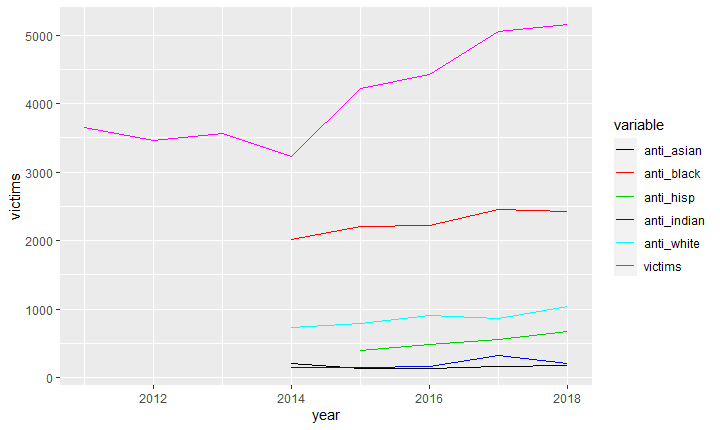 5000
4000
3000
2000
1000
0
victims
2012
2014
2016
2018
year
variable
anti_asian
anti_black
anti_hisp
anti_indian
anti_white
victims